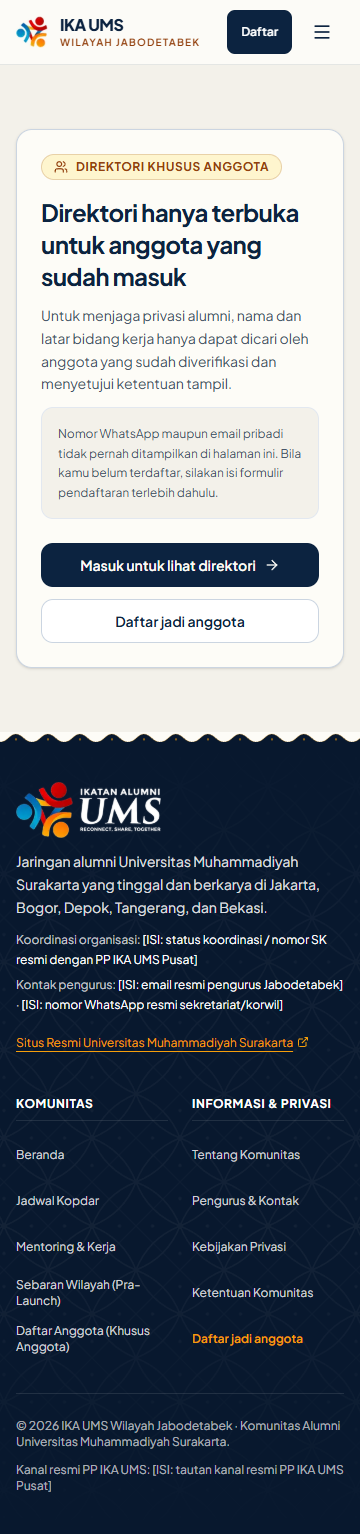 IKA UMS
WILAYAH JABODETABEK
Daftar
DIREKTORI KHUSUS ANGGOTA
Direktori hanya terbuka
untuk anggota yang
sudah masuk
Untuk menjaga privasi alumni, nama dan
latar bidang kerja hanya dapat dicari oleh
anggota yang sudah diverifikasi dan
menyetujui ketentuan tampil.
Nomor WhatsApp maupun email pribadi
tidak pernah ditampilkan di halaman ini. Bila
kamu belum terdaftar, silakan isi formulir
pendaftaran terlebih dahulu.
Masuk untuk lihat direktori →
Daftar jadi anggota
IKATAN ALUMNI
UMS
RECONNECT, SHARE, TOGETHER
Jaringan alumni Universitas Muhammadiyah
Surakarta yang tinggal dan berkarya di Jakarta,
Bogor, Depok, Tangerang, dan Bekasi.
Koordinasi organisasi: [ISI: status koordinasi / nomor SK
resmi dengan PP IKA UMS Pusat]
Kontak pengurus: [ISI: email resmi pengurus Jabodetabek]
· [ISI: nomor WhatsApp resmi sekretariat/korwil]
Situs Resmi Universitas Muhammadiyah Surakarta
KOMUNITAS
Beranda
Jadwal Kopdar
Mentoring & Kerja
Sebaran Wilayah (Pra-
Launch)
Daftar Anggota (Khusus
Anggota)
INFORMASI & PRIVASI
Tentang Komunitas
Pengurus & Kontak
Kebijakan Privasi
Ketentuan Komunitas
Daftar jadi anggota
© 2026 IKA UMS Wilayah Jabodetabek · Komunitas Alumni
Universitas Muhammadiyah Surakarta.
Kanal resmi PP IKA UMS: [ISI: tautan kanal resmi PP IKA UMS
Pusat]